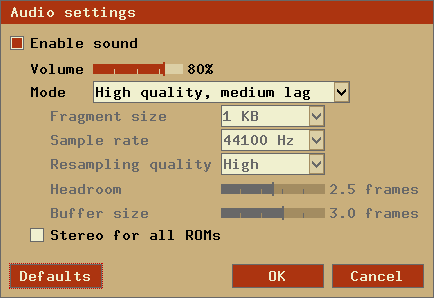 Audio settings
Enable sound
Volume 80%
Mode High quality, medium lag
Fragment size 1 KB
Sample rate 44100 Hz
Resampling quality High
Headroom 2.5 frames
Buffer size 3.0 frames
Stereo for all ROMs
Defaults OK Cancel